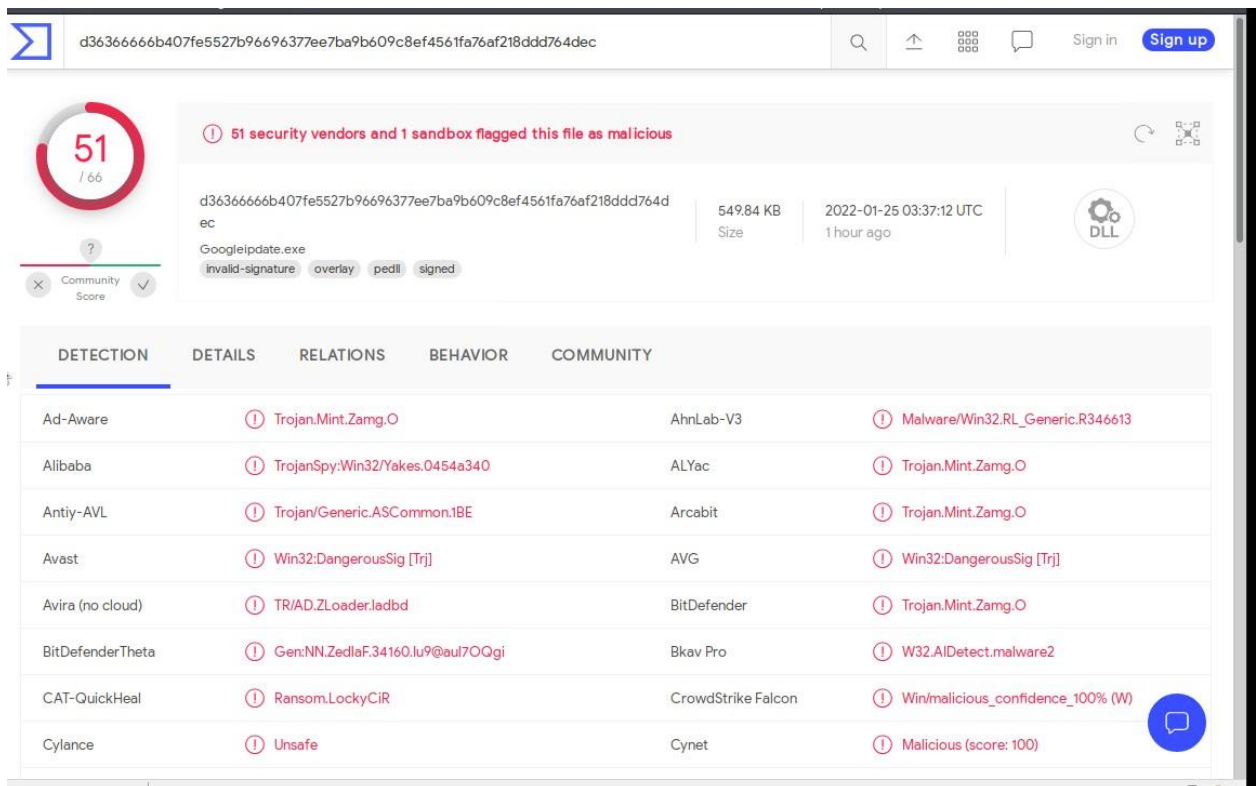 d36366666b407fe5527b96696377ee7ba9b609c8ef4561fa76af218ddd764dec
Sign in
Sign up
51
/ 66
51 security vendors and 1 sandbox flagged this file as malicious
d36366666b407fe5527b96696377ee7ba9b609c8ef4561fa76af218ddd764d
ec
Googleipdate.exe
invalid-signature overlay pedll signed
549.84 KB
Size
2022-01-25 03:37:12 UTC
1 hour ago
DLL
?
Community
Score
DETECTION DETAILS RELATIONS BEHAVIOR COMMUNITY
Ad-Aware Trojan.Mint.Zamg.O AhnLab-V3 Malware/Win32.RL_Generic.R346613
Alibaba TrojanSpy:Win32/Yakes.0454a340 ALYac Trojan.Mint.Zamg.O
Antiy-AVL Trojan/Generic.ASCommon.1BE Arcabit Trojan.Mint.Zamg.O
Avast Win32:DangerousSig [Trj] AVG Win32:DangerousSig [Trj]
Avira (no cloud) TR/AD.ZLoader.ladbd BitDefender Trojan.Mint.Zamg.O
BitDefenderTheta Gen:NN.ZedlaF.34160.Iu9@aul7OQgi Bkav Pro W32.AIDetect.malware2
CAT-QuickHeal Ransom.LockyCiR CrowdStrike Falcon Win/malicious_confidence_100% (W)
Cylance Unsafe Cynet Malicious (score: 100)